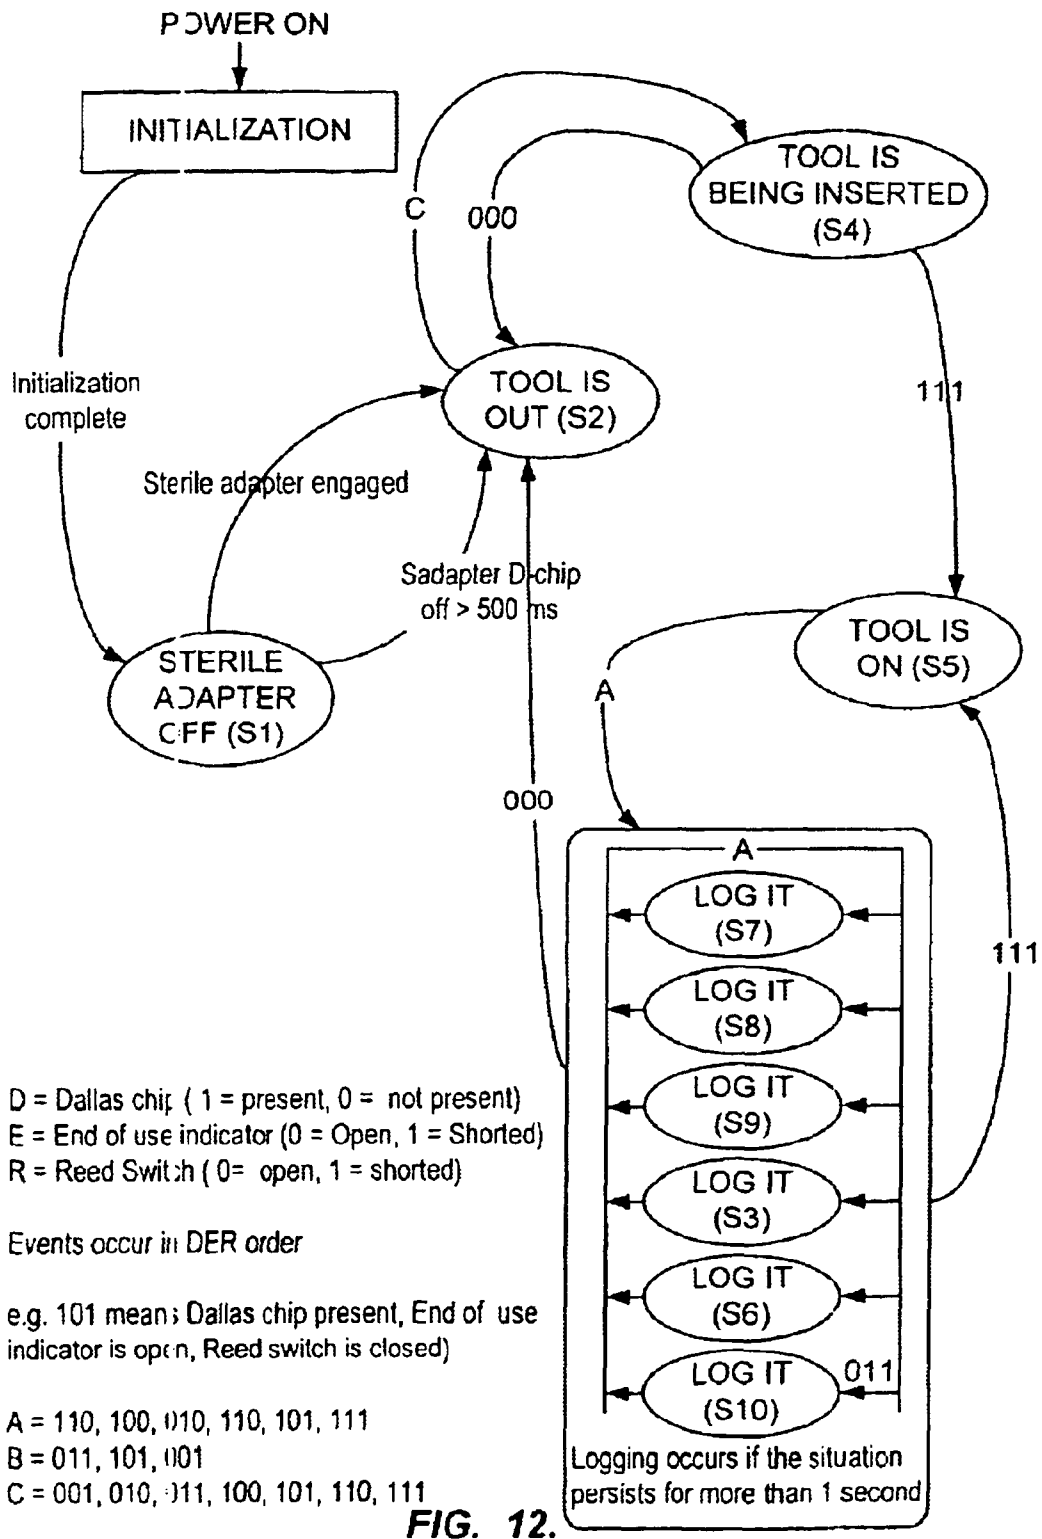 POWER ON
INITIALIZATION
TOOL IS
BEING INSERTED
(S4)
C
000
Initialization
complete
TOOL IS
OUT (S2)
111
Sterile adapter engaged
Sadapter D-chip
off > 500 ms
TOOL IS
ON (S5)
STERILE
ADAPTER
OFF (S1)
A
000
A
LOG IT
(S7)
111
LOG IT
(S8)
LOG IT
(S9)
LOG IT
(S3)
LOG IT
(S6)
LOG IT
(S10)
011
Logging occurs if the situation
persists for more than 1 second
D = Dallas chip ( 1 = present, 0 = not present)
E = End of use indicator (0 = Open, 1 = Shorted)
R = Reed Switch ( 0= open, 1 = shorted)
Events occur in DER order
e.g. 101 means Dallas chip present, End of use
indicator is open, Reed switch is closed)
A = 110, 100, 010, 110, 101, 111
B = 011, 101, 001
C = 001, 010, 011, 100, 101, 110, 111
FIG. 12.